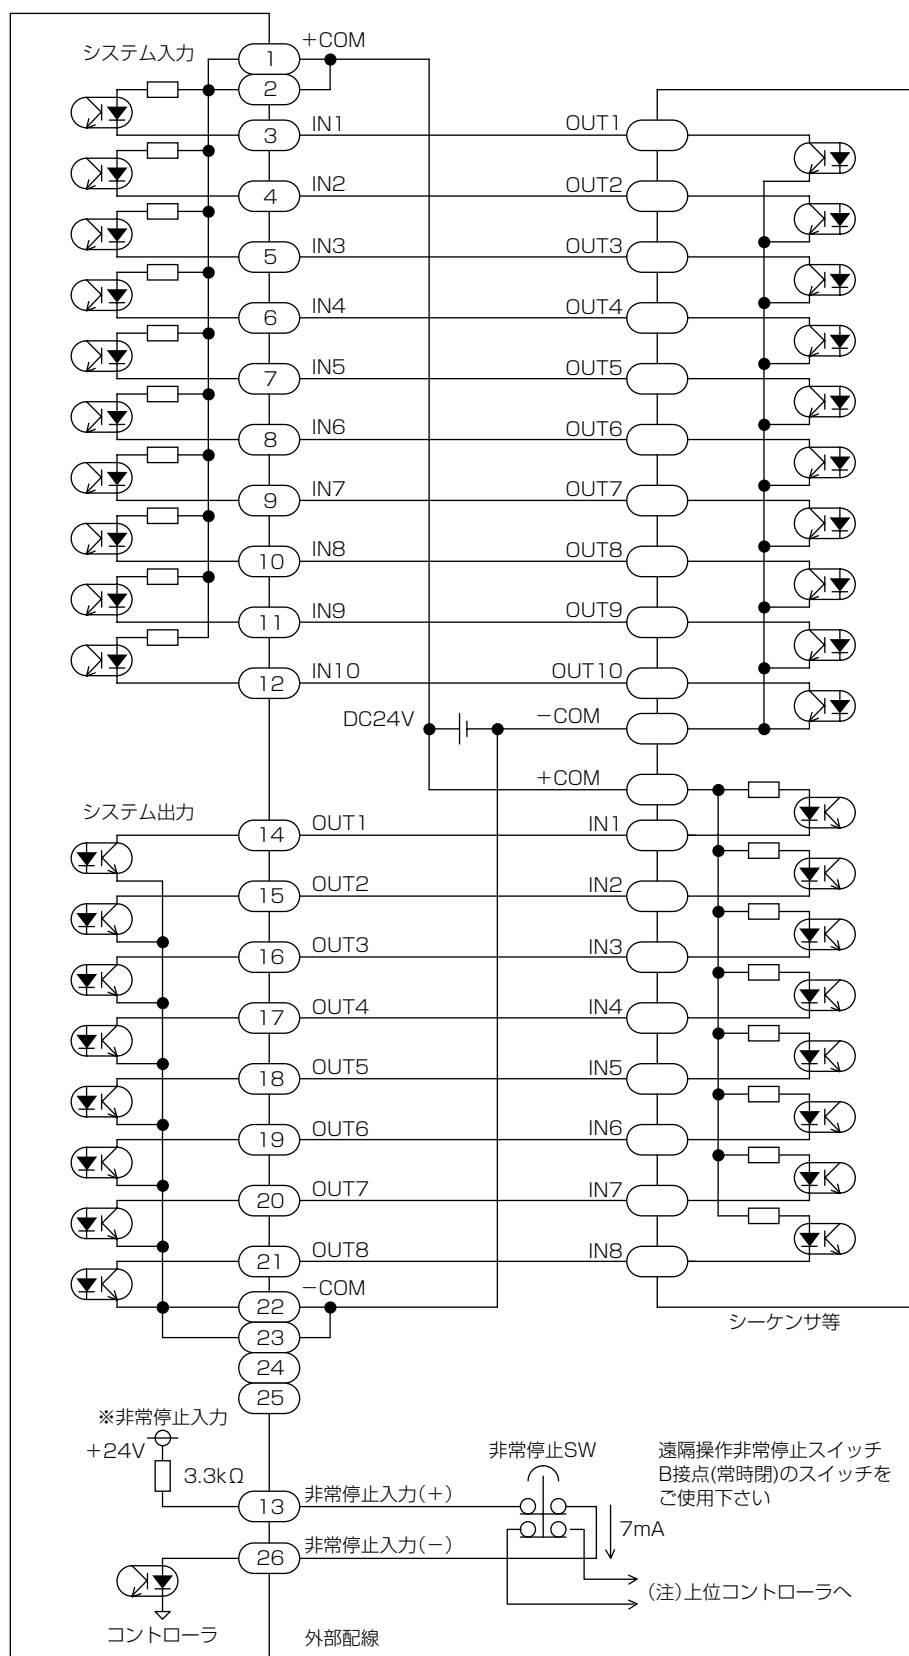 システム入力
1
+COM
2
3 IN1 OUT1
4 IN2 OUT2
5 IN3 OUT3
6 IN4 OUT4
7 IN5 OUT5
8 IN6 OUT6
9 IN7 OUT7
10 IN8 OUT8
11 IN9 OUT9
12 IN10 OUT10
DC24V −COM
+COM
システム出力
14 OUT1 IN1
15 OUT2 IN2
16 OUT3 IN3
17 OUT4 IN4
18 OUT5 IN5
19 OUT6 IN6
20 OUT7 IN7
21 OUT8 IN8
22 −COM
23
シーケンサ等
24
25
※非常停止入力
+24V
3.3kΩ
非常停止SW
遠隔操作非常停止スイッチ
B接点(常時閉)のスイッチを
ご使用下さい
13 非常停止入力(+)
7mA
26 非常停止入力(−)
(注)上位コントローラへ
コントローラ
外部配線